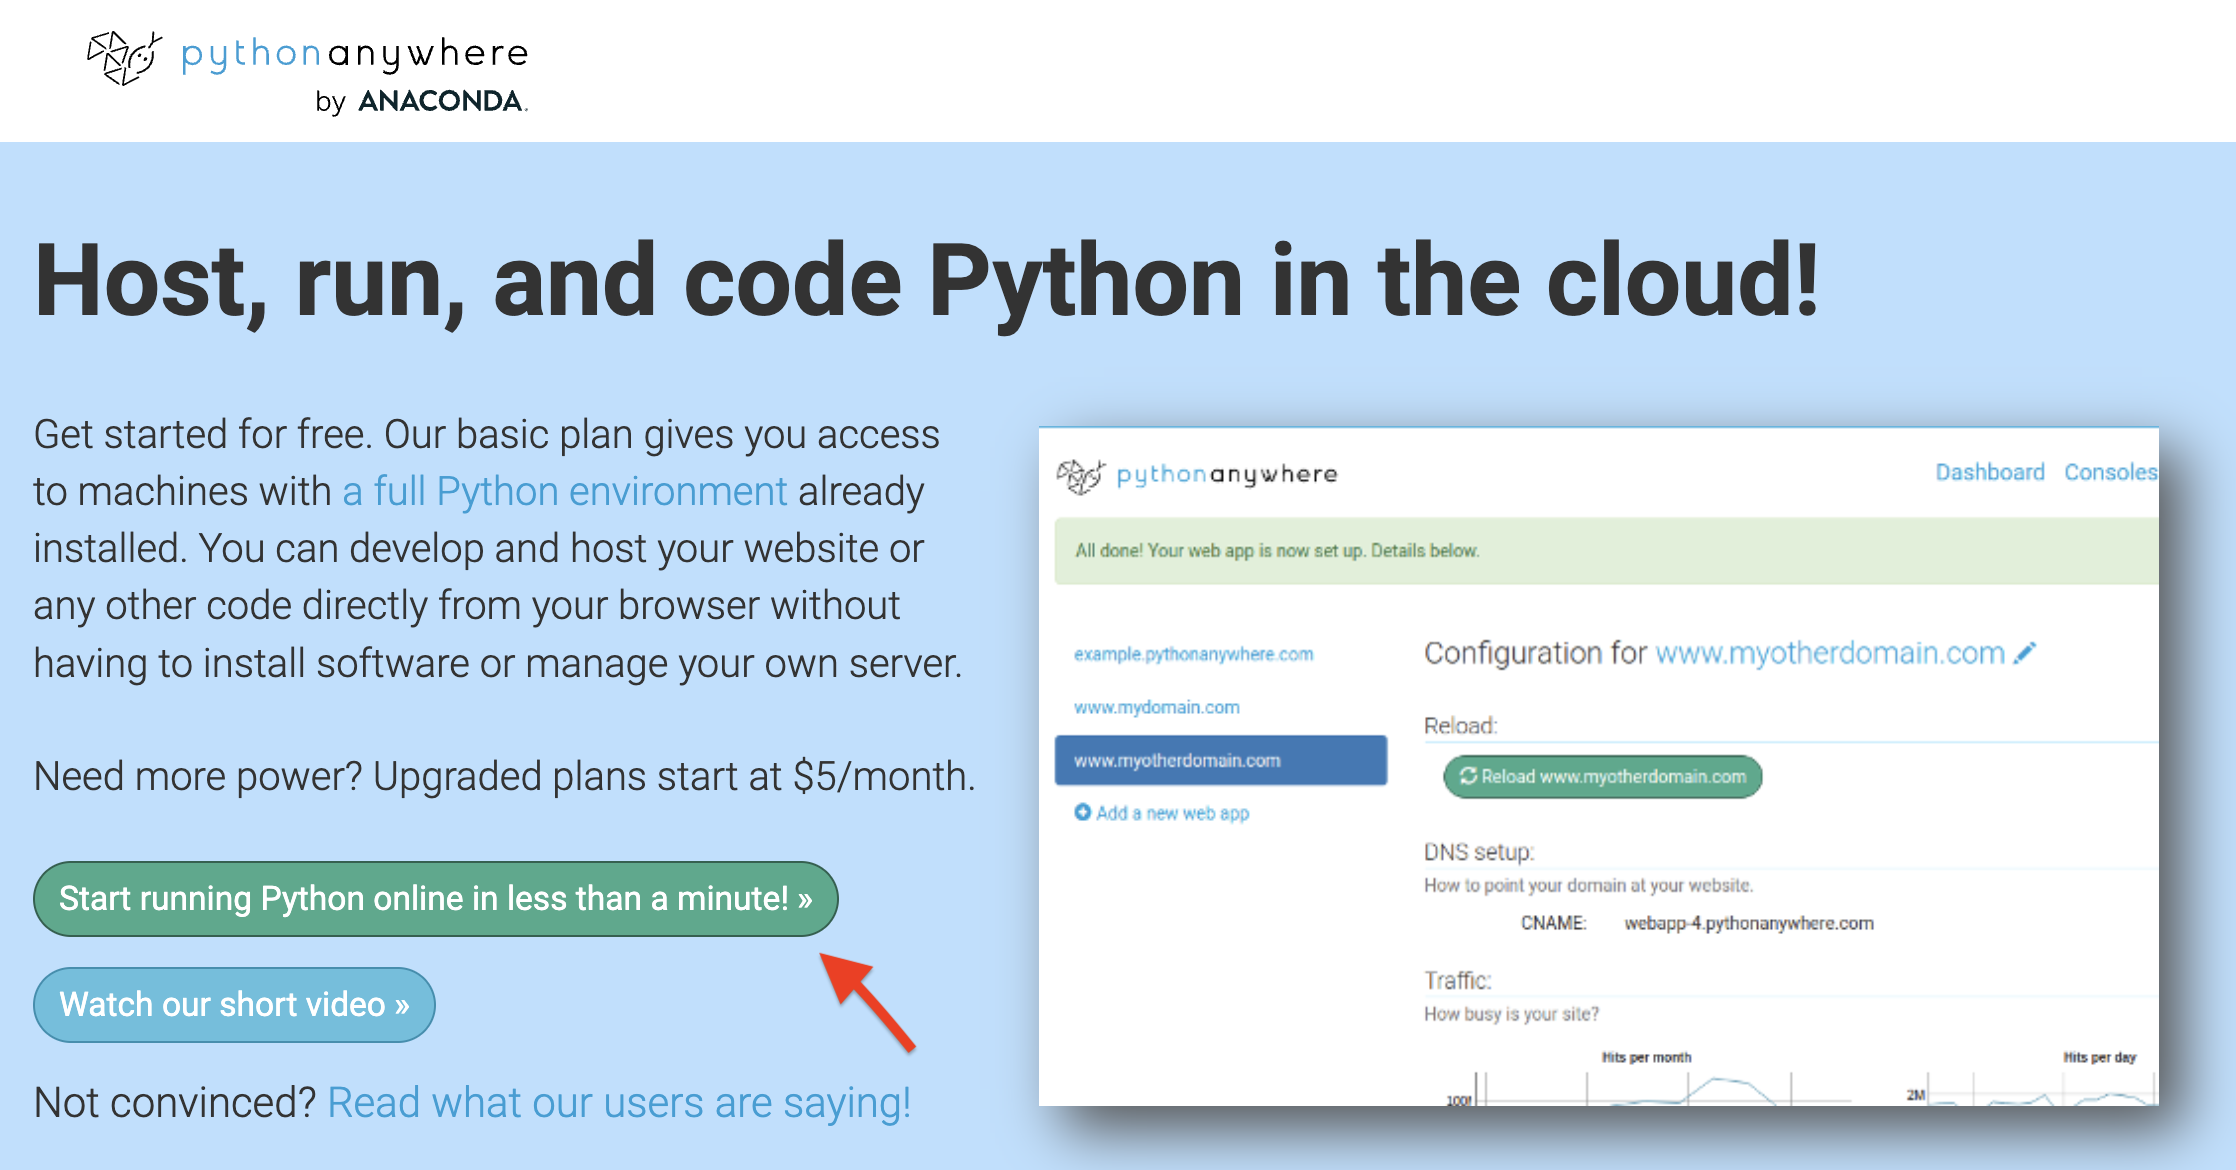 pythonanywhere
by ANACONDA.
Host, run, and code Python in the cloud!
Get started for free. Our basic plan gives you access
to machines with a full Python environment already
installed. You can develop and host your website or
any other code directly from your browser without
having to install software or manage your own server.
Need more power? Upgraded plans start at $5/month.
Start running Python online in less than a minute! »
Watch our short video »
Not convinced? Read what our users are saying!
pythonanywhere
Dashboard Consoles
All done! Your web app is now set up. Details below.
example.pythonanywhere.com
www.mydomain.com
www.myotherdomain.com
Add a new web app
Configuration for www.myotherdomain.com
Reload:
Reload www.myotherdomain.com
DNS setup:
How to point your domain at your website.
CNAME: webapp-4.pythonanywhere.com
Traffic:
How busy is your site?
Hits per month
Hits per day
2M